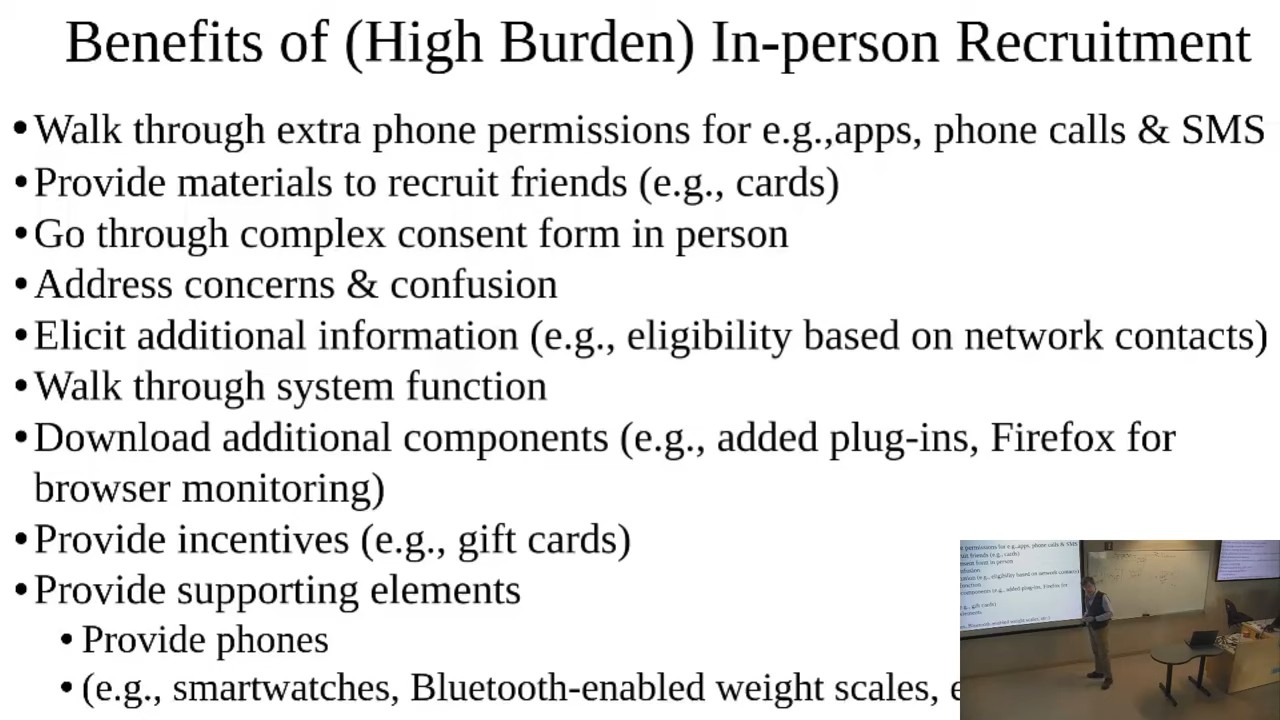 Benefits of (High Burden) In-person Recruitment
•Walk through extra phone permissions for e.g.,apps, phone calls & SMS
•Provide materials to recruit friends (e.g., cards)
•Go through complex consent form in person
•Address concerns & confusion
•Elicit additional information (e.g., eligibility based on network contacts)
•Walk through system function
•Download additional components (e.g., added plug-ins, Firefox for
browser monitoring)
•Provide incentives (e.g., gift cards)
•Provide supporting elements
• Provide phones
• (e.g., smartwatches, Bluetooth-enabled weight scales,